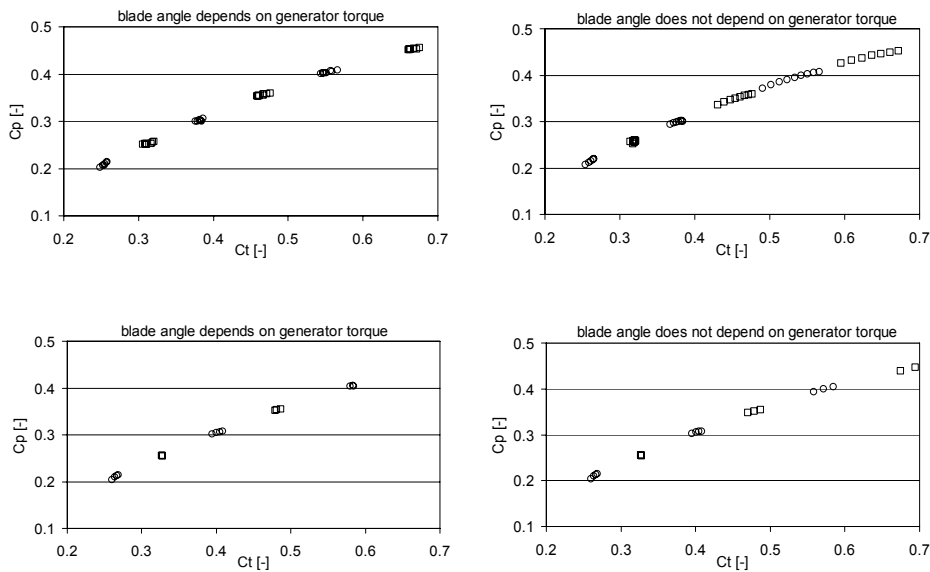 blade angle depends on generator torque
0.5
0.4
0.3
0.2
0.1
Cp [-]
0.2 0.3 0.4 0.5 0.6 0.7
Ct [-]
blade angle does not depend on generator torque
0.5
0.4
0.3
0.2
0.1
Cp [-]
0.2 0.3 0.4 0.5 0.6 0.7
Ct [-]
blade angle depends on generator torque
0.5
0.4
0.3
0.2
0.1
Cp [-]
0.2 0.3 0.4 0.5 0.6 0.7
Ct [-]
blade angle does not depend on generator torque
0.5
0.4
0.3
0.2
0.1
Cp [-]
0.2 0.3 0.4 0.5 0.6 0.7
Ct [-]